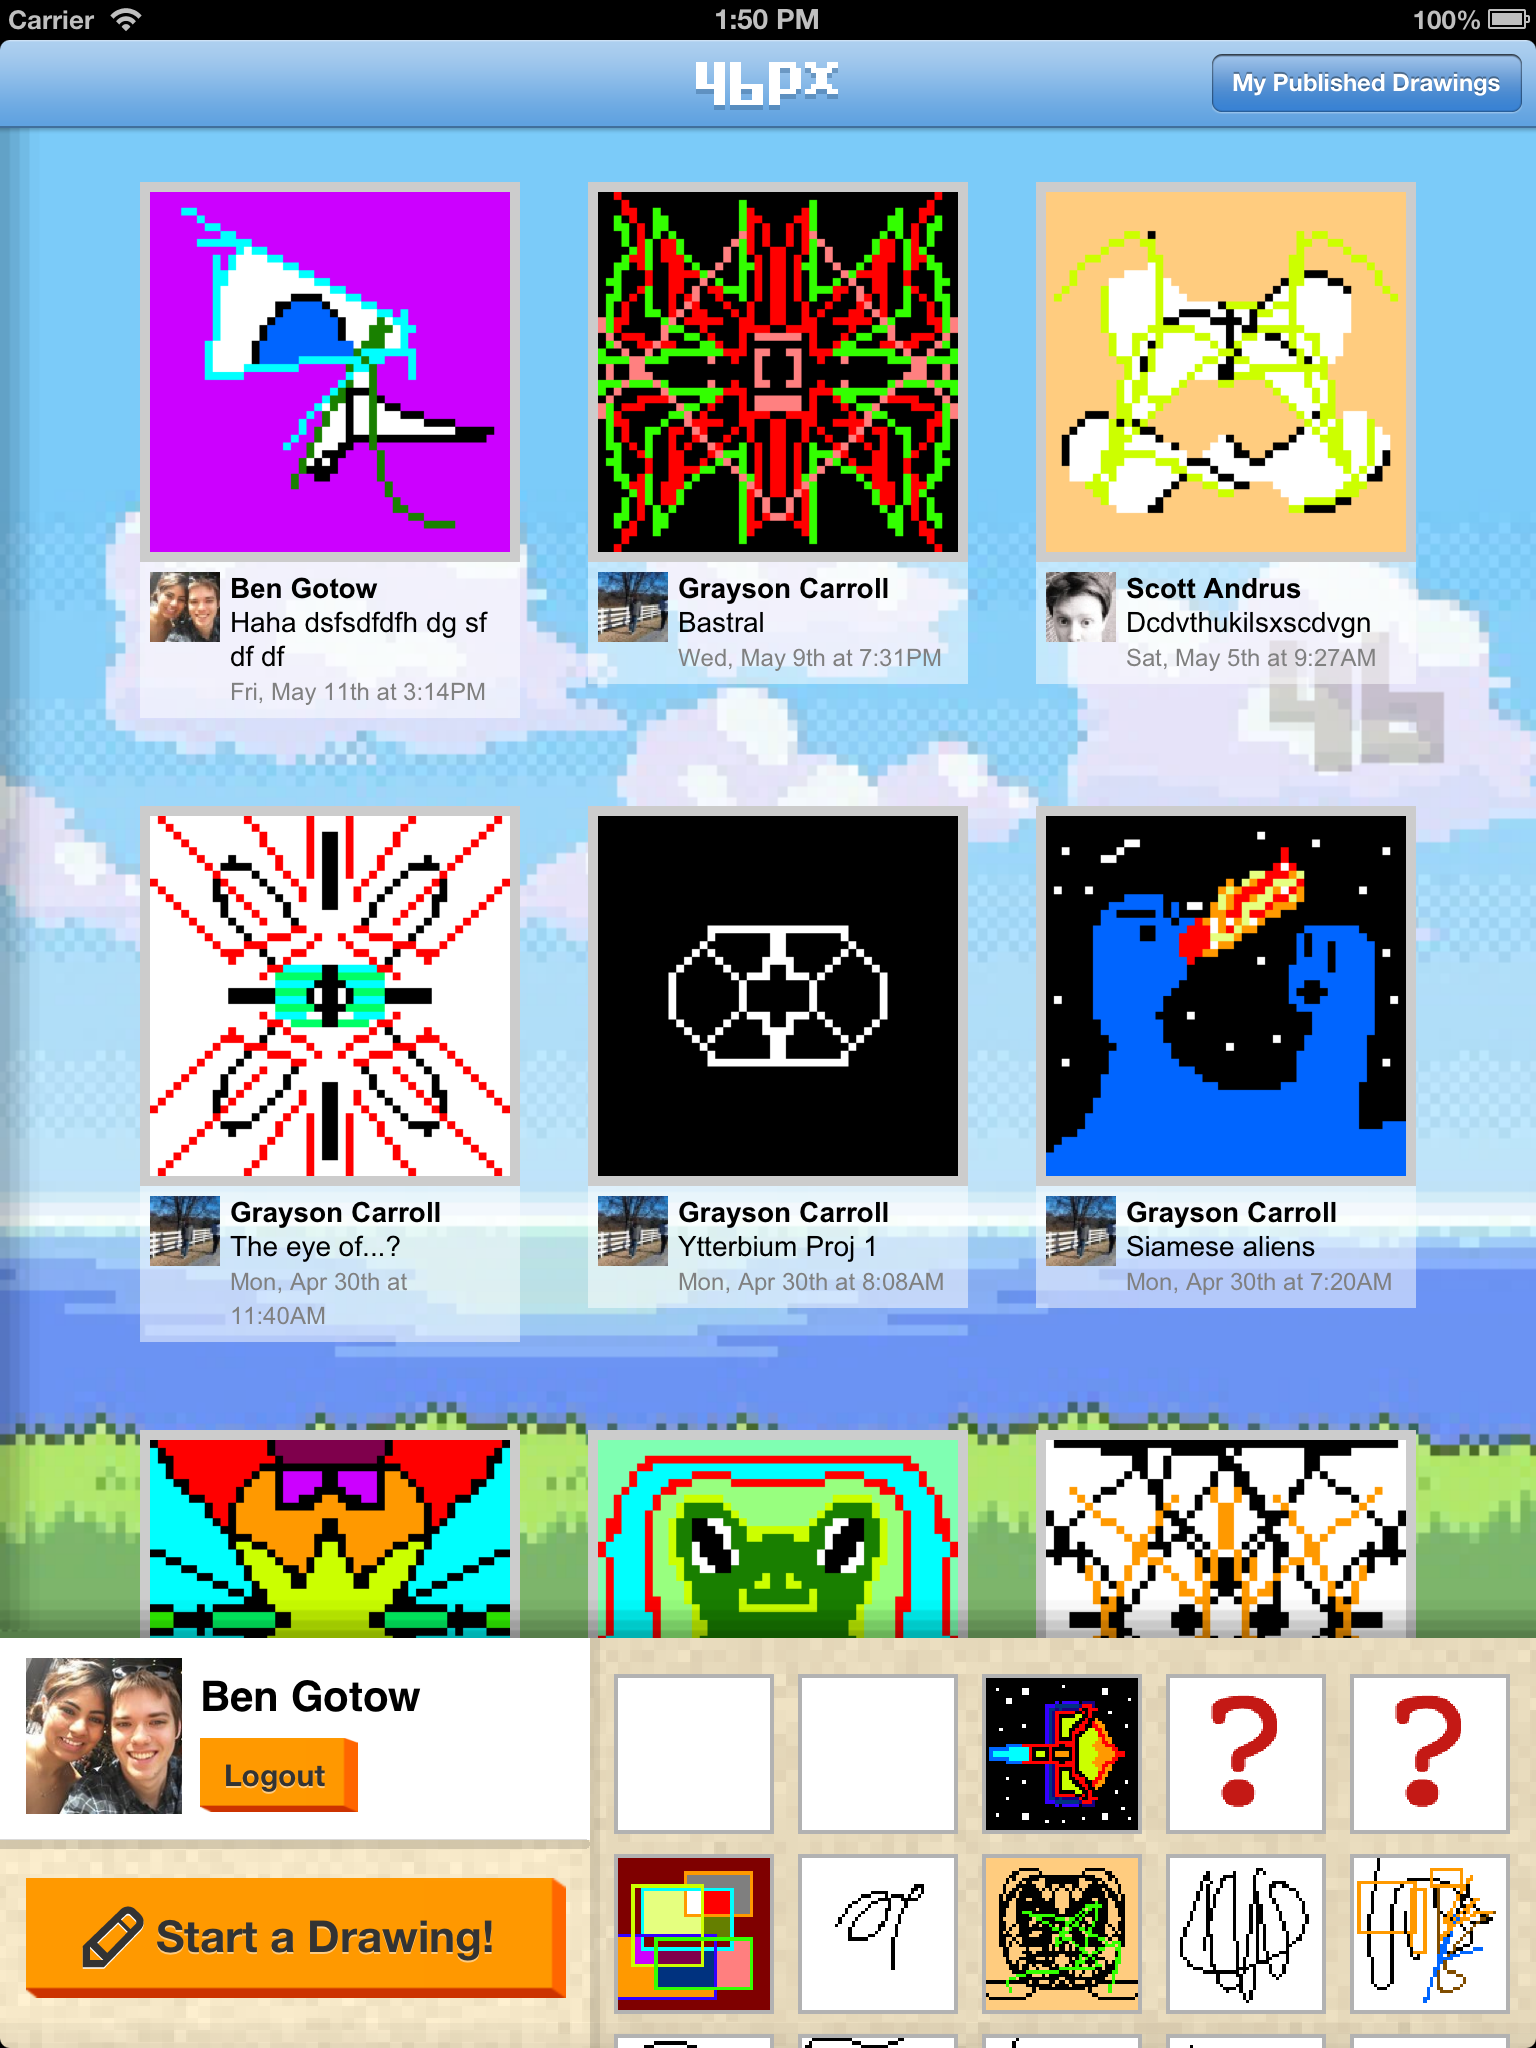 Carrier 1:50 PM 100%
46px
My Published Drawings
Ben Gotow
Haha dsfsdfdfh dg sf
df df
Fri, May 11th at 3:14PM
Grayson Carroll
Bastral
Wed, May 9th at 7:31PM
Scott Andrus
Dcdvthukilsxscdvgn
Sat, May 5th at 9:27AM
46
Grayson Carroll
The eye of...?
Mon, Apr 30th at
11:40AM
Grayson Carroll
Ytterbium Proj 1
Mon, Apr 30th at 8:08AM
Grayson Carroll
Siamese aliens
Mon, Apr 30th at 7:20AM
Ben Gotow
Logout
Start a Drawing!
? ?